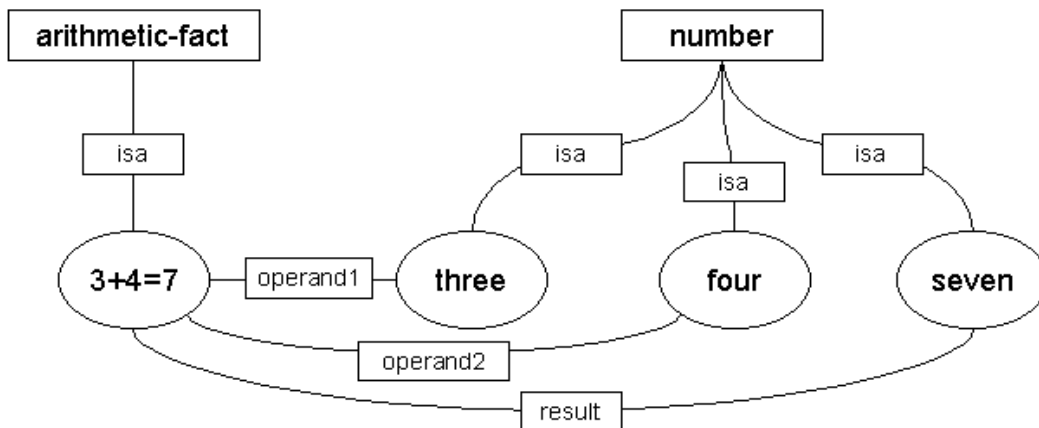 arithmetic-fact
number
isa
isa
isa
isa
3+4=7
operand1
three
four
seven
operand2
result